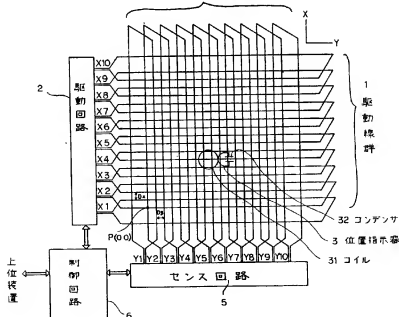 X
Y
2
駆動回路
X10
X9
X8
X7
X6
X5
X4
X3
X2
X1
1 駆動線群
32 コンデンサ
3 位置指示器
31 コイル
P(00)
Y1 Y2 Y3 Y4 Y5 Y6 Y7 Y8 Y9 Y10
センス回路
5
上位装置
制御回路
6